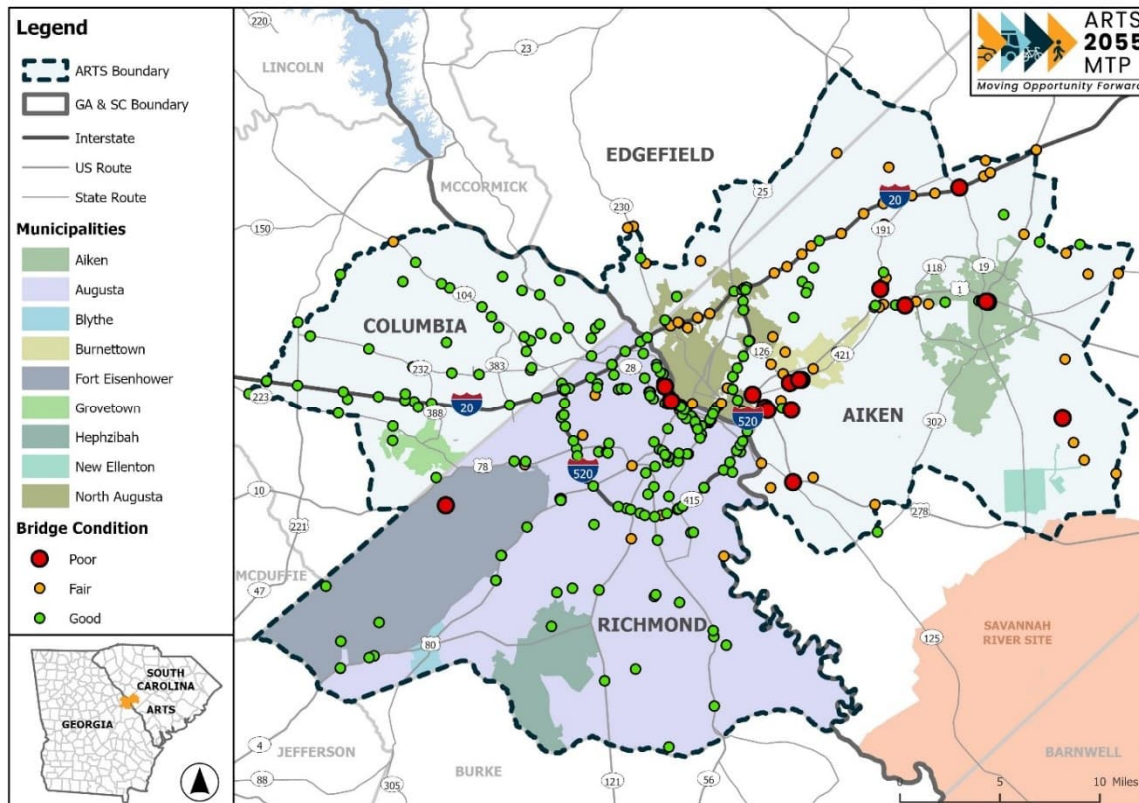 Legend
ARTS Boundary
GA & SC Boundary
Interstate
US Route
State Route
Municipalities
Aiken
Augusta
Blythe
Burnettown
Fort Eisenhower
Grovetown
Hephzibah
New Ellenton
North Augusta
Bridge Condition
Poor
Fair
Good
SOUTH
CAROLINA
ARTS
GEORGIA
ARTS
2055
MTP
Moving Opportunity Forward
220
23
LINCOLN
EDGEFIELD
MCCORMICK
25
20
230
191
150
118
19
104
1
COLUMBIA
126
421
232
383
28
223
388
20
520
AIKEN
302
78
520
10
415
221
278
MCDUFFIE
47
RICHMOND
SAVANNAH
RIVER SITE
80
125
4
JEFFERSON
BARNWELL
BURKE
88
305
121
56
0
5
10 Miles